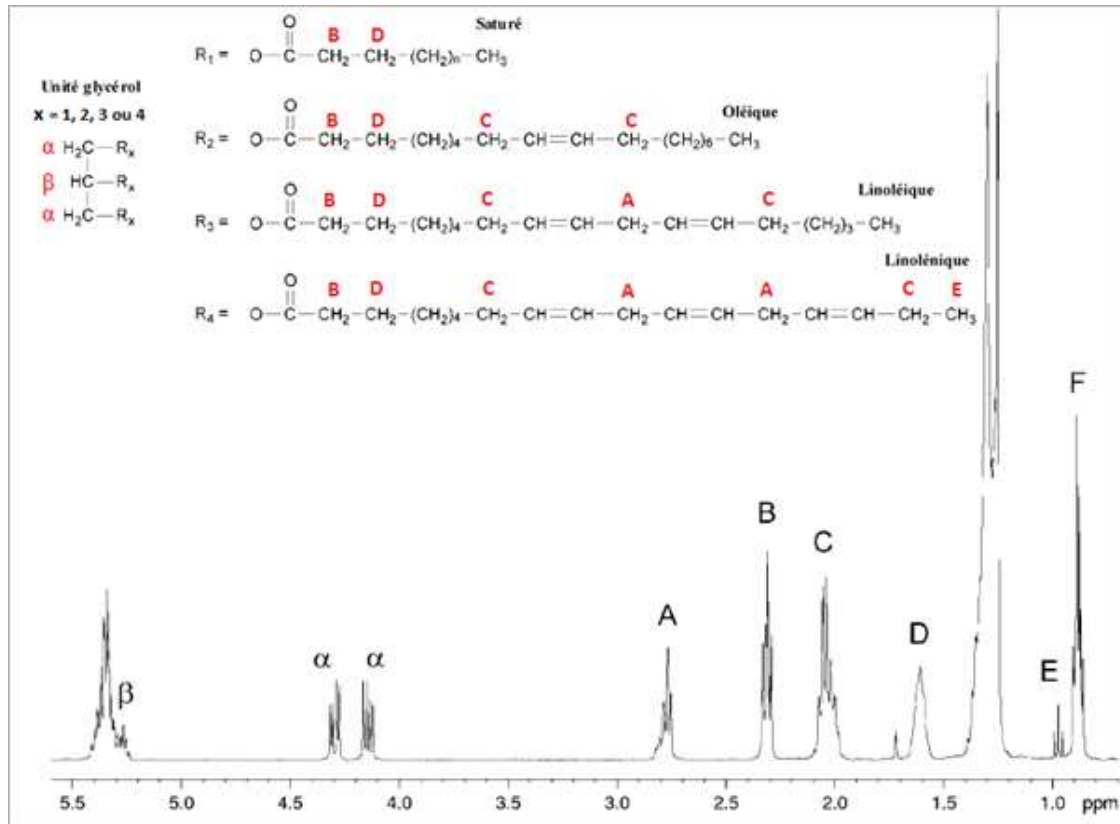 Saturé
O B D
R₁ = O—C—CH₂—CH₂—(CH₂)ₙ—CH₃
Unité glycérol
x = 1, 2, 3 ou 4
α H₂C—Rₓ
β HC—Rₓ
α H₂C—Rₓ
Oléique
O B D C C
R₂ = O—C—CH₂—CH₂—(CH₂)₄—CH₂—CH=CH—CH₂—(CH₂)₆—CH₃
Linoléique
O B D C A C
R₃ = O—C—CH₂—CH₂—(CH₂)₄—CH₂—CH=CH—CH₂—CH=CH—CH₂—(CH₂)₃—CH₃
Linolénique
O B D C A A C E
R₄ = O—C—CH₂—CH₂—(CH₂)₄—CH₂—CH=CH—CH₂—CH=CH—CH₂—CH=CH—CH₂—CH₃
β α α A B C D E F
5.5 5.0 4.5 4.0 3.5 3.0 2.5 2.0 1.5 1.0 ppm